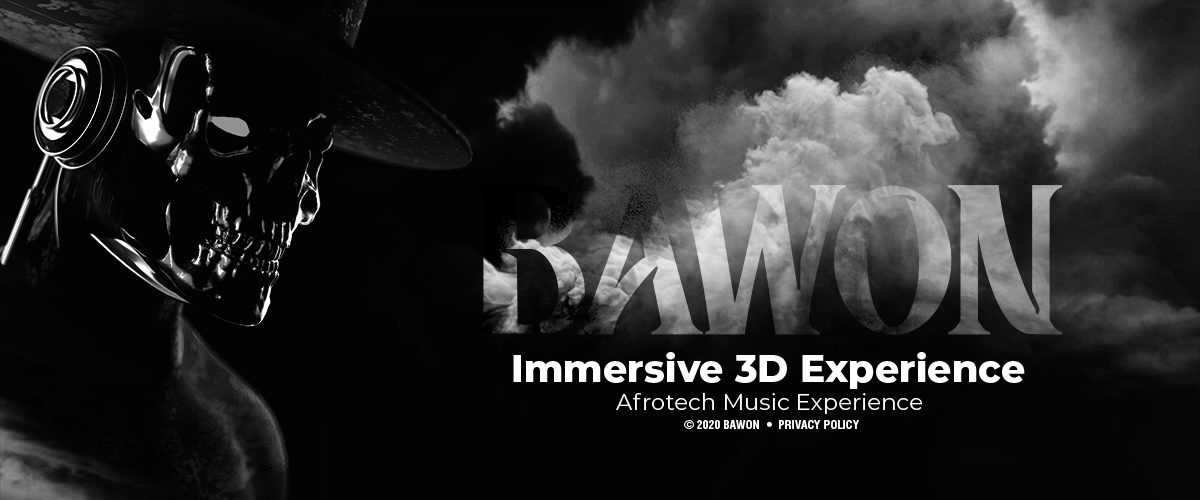 BAWON
Immersive 3D Experience
Afrotech Music Experience
© 2020 BAWON • PRIVACY POLICY